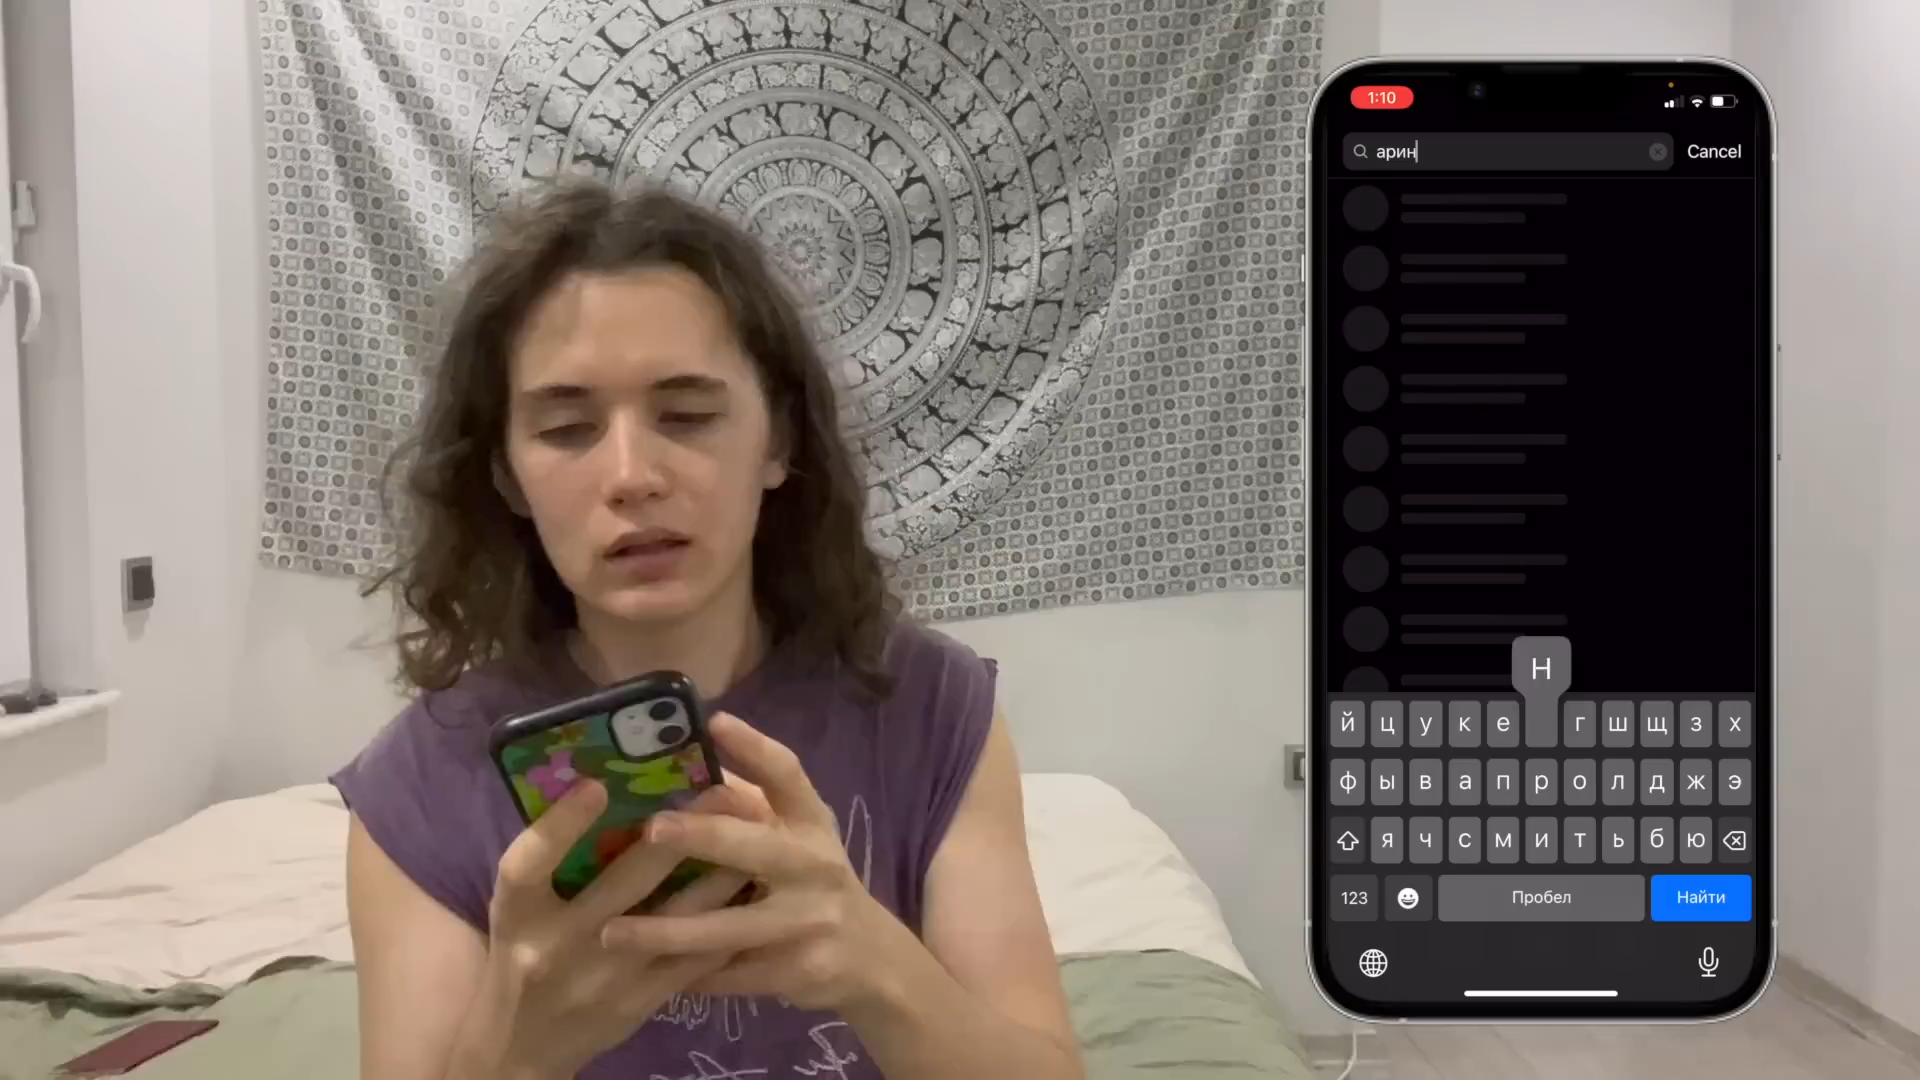 1:10
арин
Cancel
Н
й ц у к е г ш щ з х
ф ы в а п р о л д ж э
я ч с м и т ь б ю
123 Пробел Найти